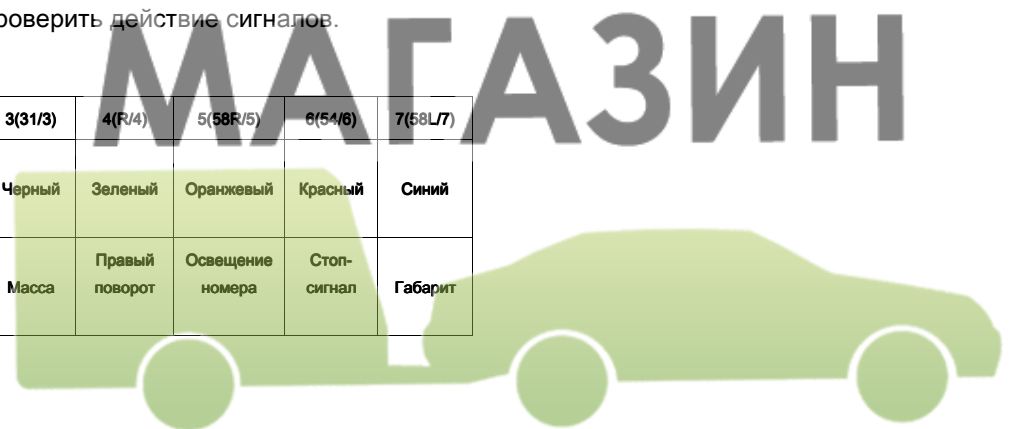 роверить действие сигналов.
МАГАЗИН
3(31/3) 4(R/4) 5(58R/5) 6(54/6) 7(58L/7)
Черный Зеленый Оранжевый Красный Синий
Масса Правый поворот Освещение номера Стоп-сигнал Габарит